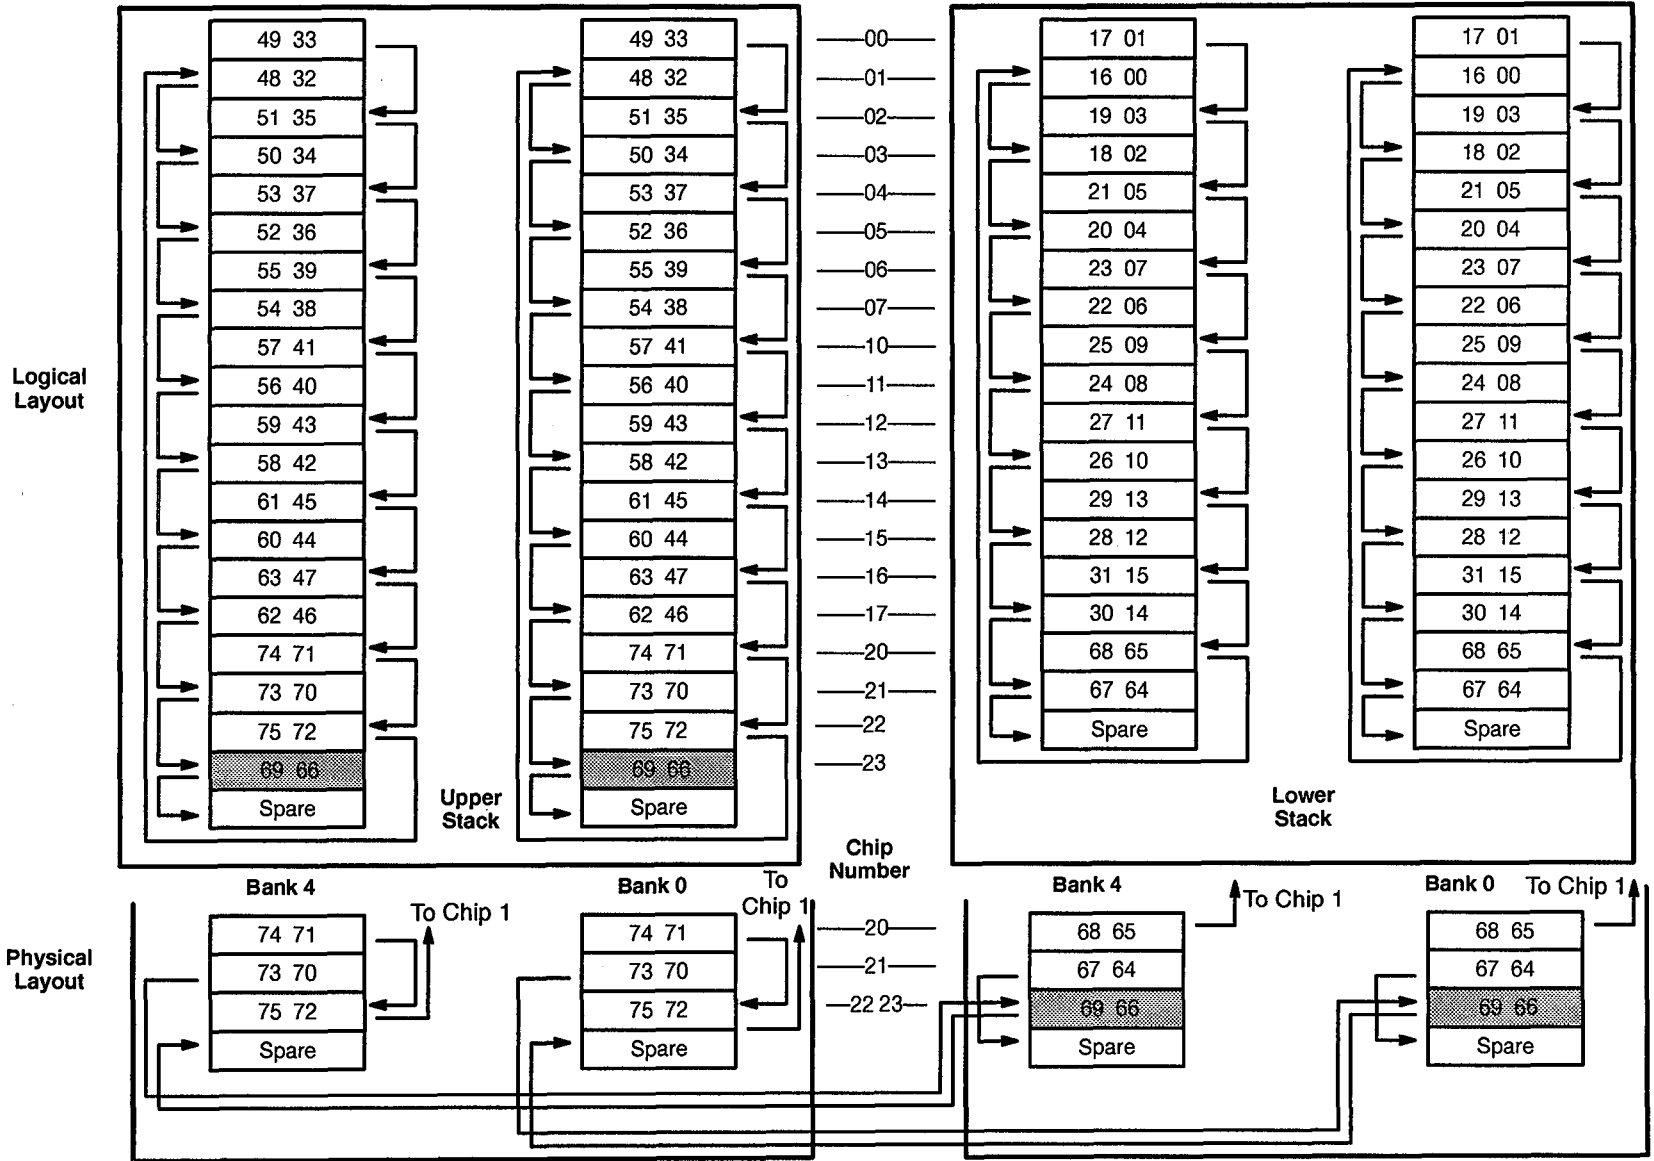 49 33 49 33 00 17 01 17 01
48 32 48 32 01 16 00 16 00
51 35 51 35 02 19 03 19 03
50 34 50 34 03 18 02 18 02
53 37 53 37 04 21 05 21 05
52 36 52 36 05 20 04 20 04
55 39 55 39 06 23 07 23 07
54 38 54 38 07 22 06 22 06
57 41 57 41 10 25 09 25 09
Logical
Layout
56 40 56 40 11 24 08 24 08
59 43 59 43 12 27 11 27 11
58 42 58 42 13 26 10 26 10
61 45 61 45 14 29 13 29 13
60 44 60 44 15 28 12 28 12
63 47 63 47 16 31 15 31 15
62 46 62 46 17 30 14 30 14
74 71 74 71 20 68 65 68 65
73 70 73 70 21 67 64 67 64
75 72 75 72 22 Spare Spare
69 66 69 66 23
Spare Spare
Upper
Stack
Lower
Stack
Chip
Number
Bank 4 Bank 0 Bank 4 Bank 0
To Chip 1 To
Chip 1 To Chip 1 To Chip 1
Physical
Layout
74 71 74 71 20 68 65 68 65
73 70 73 70 21 67 64 67 64
75 72 75 72 22 23 69 66 69 66
Spare Spare Spare Spare